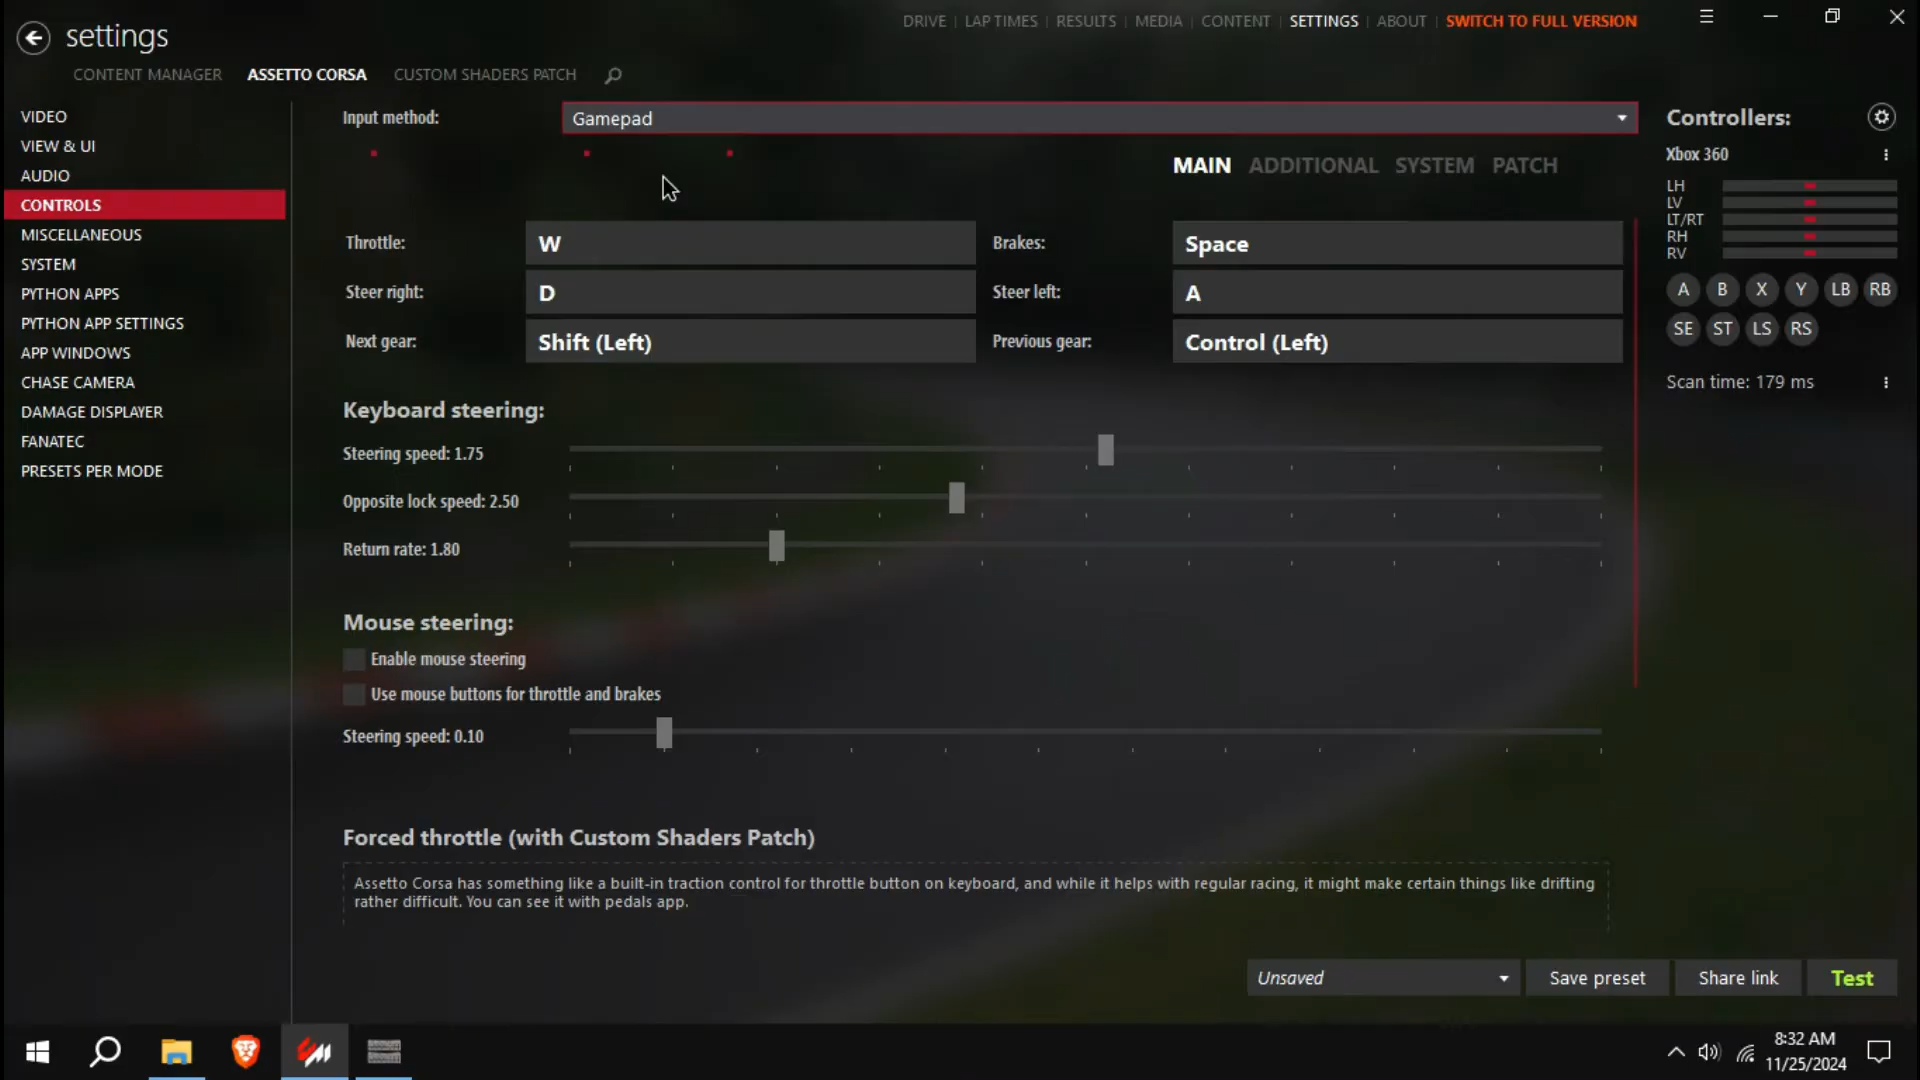 settings
DRIVE | LAP TIMES | RESULTS | MEDIA | CONTENT | SETTINGS | ABOUT | SWITCH TO FULL VERSION
CONTENT MANAGER ASSETTO CORSA CUSTOM SHADERS PATCH
VIDEO
VIEW & UI
AUDIO
CONTROLS
MISCELLANEOUS
SYSTEM
PYTHON APPS
PYTHON APP SETTINGS
APP WINDOWS
CHASE CAMERA
DAMAGE DISPLAYER
FANATEC
PRESETS PER MODE
Input method: Gamepad
MAIN ADDITIONAL SYSTEM PATCH
Throttle: W Brakes: Space
Steer right: D Steer left: A
Next gear: Shift (Left) Previous gear: Control (Left)
Keyboard steering:
Steering speed: 1.75
Opposite lock speed: 2.50
Return rate: 1.80
Mouse steering:
Enable mouse steering
Use mouse buttons for throttle and brakes
Steering speed: 0.10
Forced throttle (with Custom Shaders Patch)
Assetto Corsa has something like a built-in traction control for throttle button on keyboard, and while it helps with regular racing, it might make certain things like drifting
rather difficult. You can see it with pedals app.
Controllers:
Xbox 360
LH
LV
LT/RT
RH
RV
A B X Y LB RB
SE ST LS RS
Scan time: 179 ms
Unsaved Save preset Share link Test
8:32 AM
11/25/2024